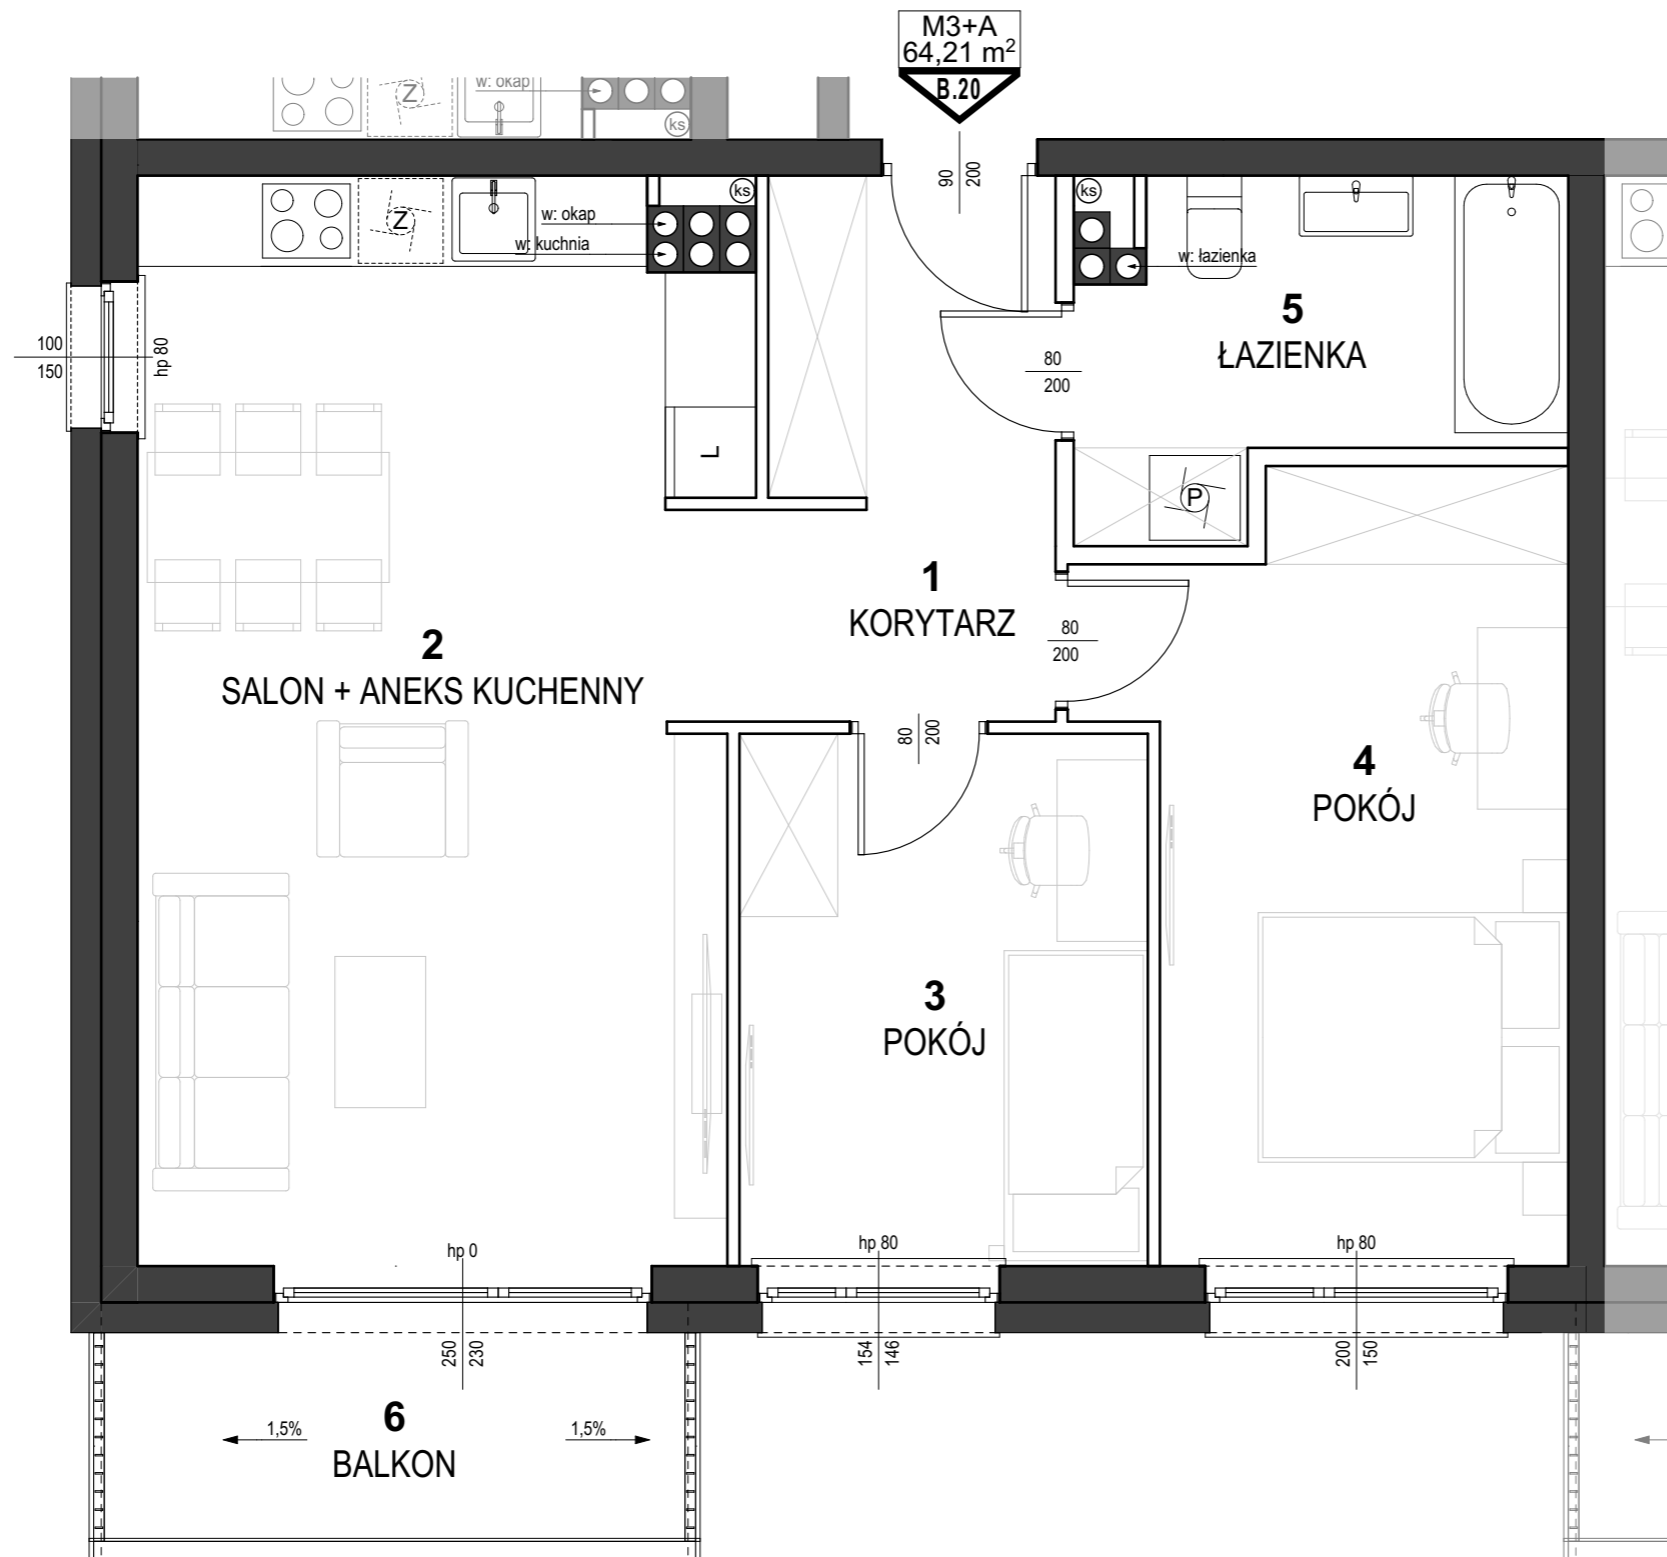 M3+A
64,21 m²
B.20
Z
w: okap
ks
90
200
Z
w: okap
w: kuchnia
ks
ks
w: łazienka
5
ŁAZIENKA
100
150
hp 80
80
200
L
P
1
KORYTARZ
80
200
2
SALON + ANEKS KUCHENNY
80
200
4
POKÓJ
3
POKÓJ
hp 0
hp 80
hp 80
250
230
154
146
200
150
1,5%
6
BALKON
1,5%